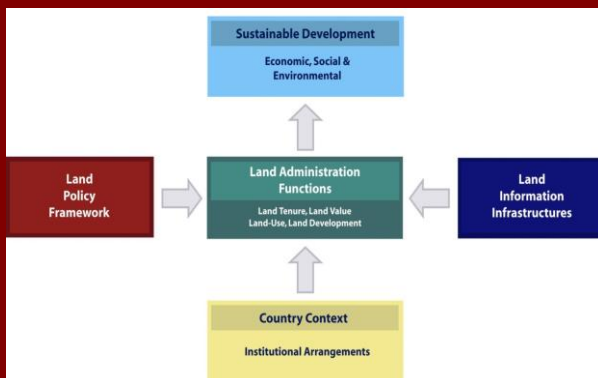 Sustainable Development
Economic, Social &
Environmental
Land
Policy
Framework
Land Administration
Functions
Land Tenure, Land Value
Land-Use, Land Development
Land
Information
Infrastructures
Country Context
Institutional Arrangements